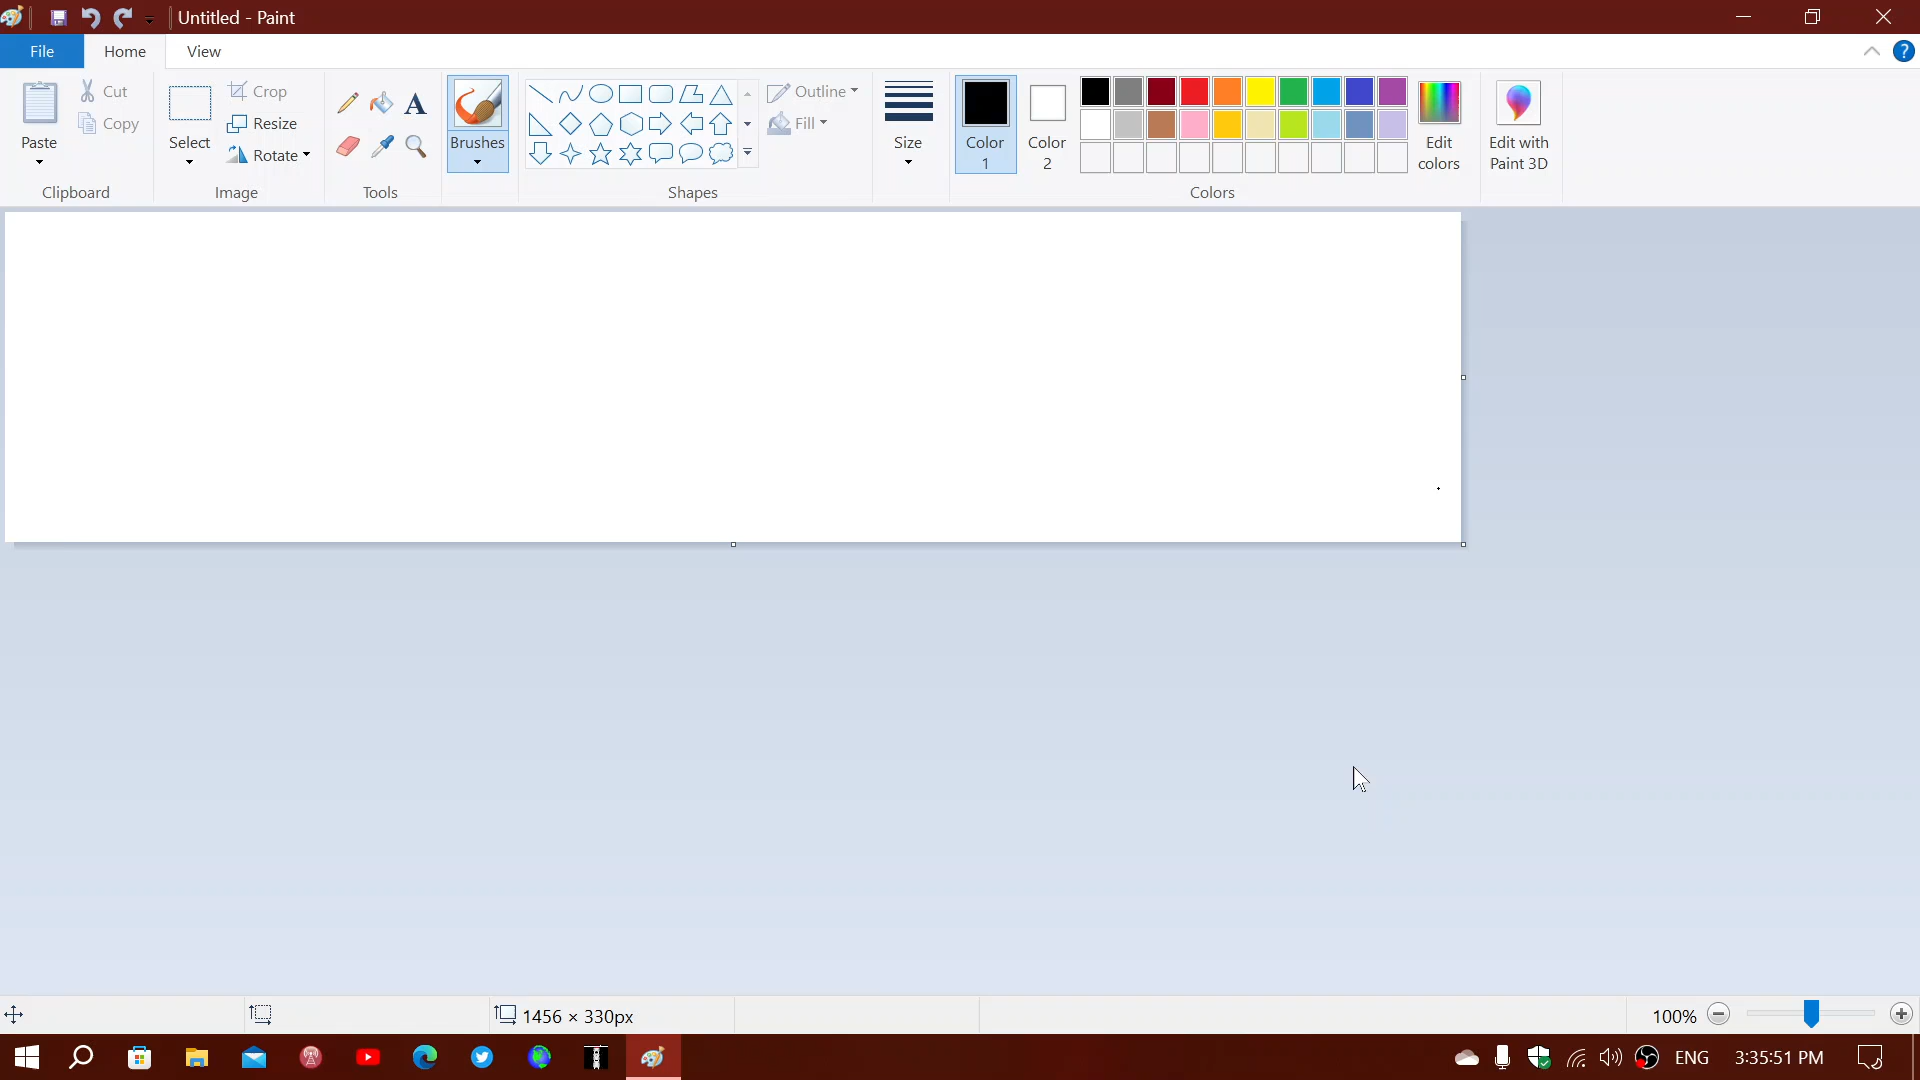 Untitled - Paint
File Home View
Paste Cut Copy Clipboard
Select Crop Resize Rotate Image
Tools
Brushes
Outline Fill Shapes
Size
Color 1 Color 2 Colors
Edit colors
Edit with Paint 3D
1456 × 330px 100%
ENG 3:35:51 PM